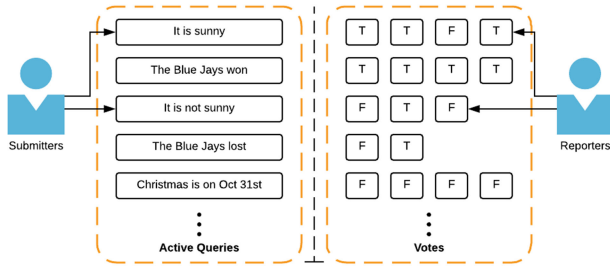 It is sunny T T F T
The Blue Jays won T T T T
It is not sunny F T F
Submitters Reporters
The Blue Jays lost F T
Christmas is on Oct 31st F F F F
Active Queries Votes